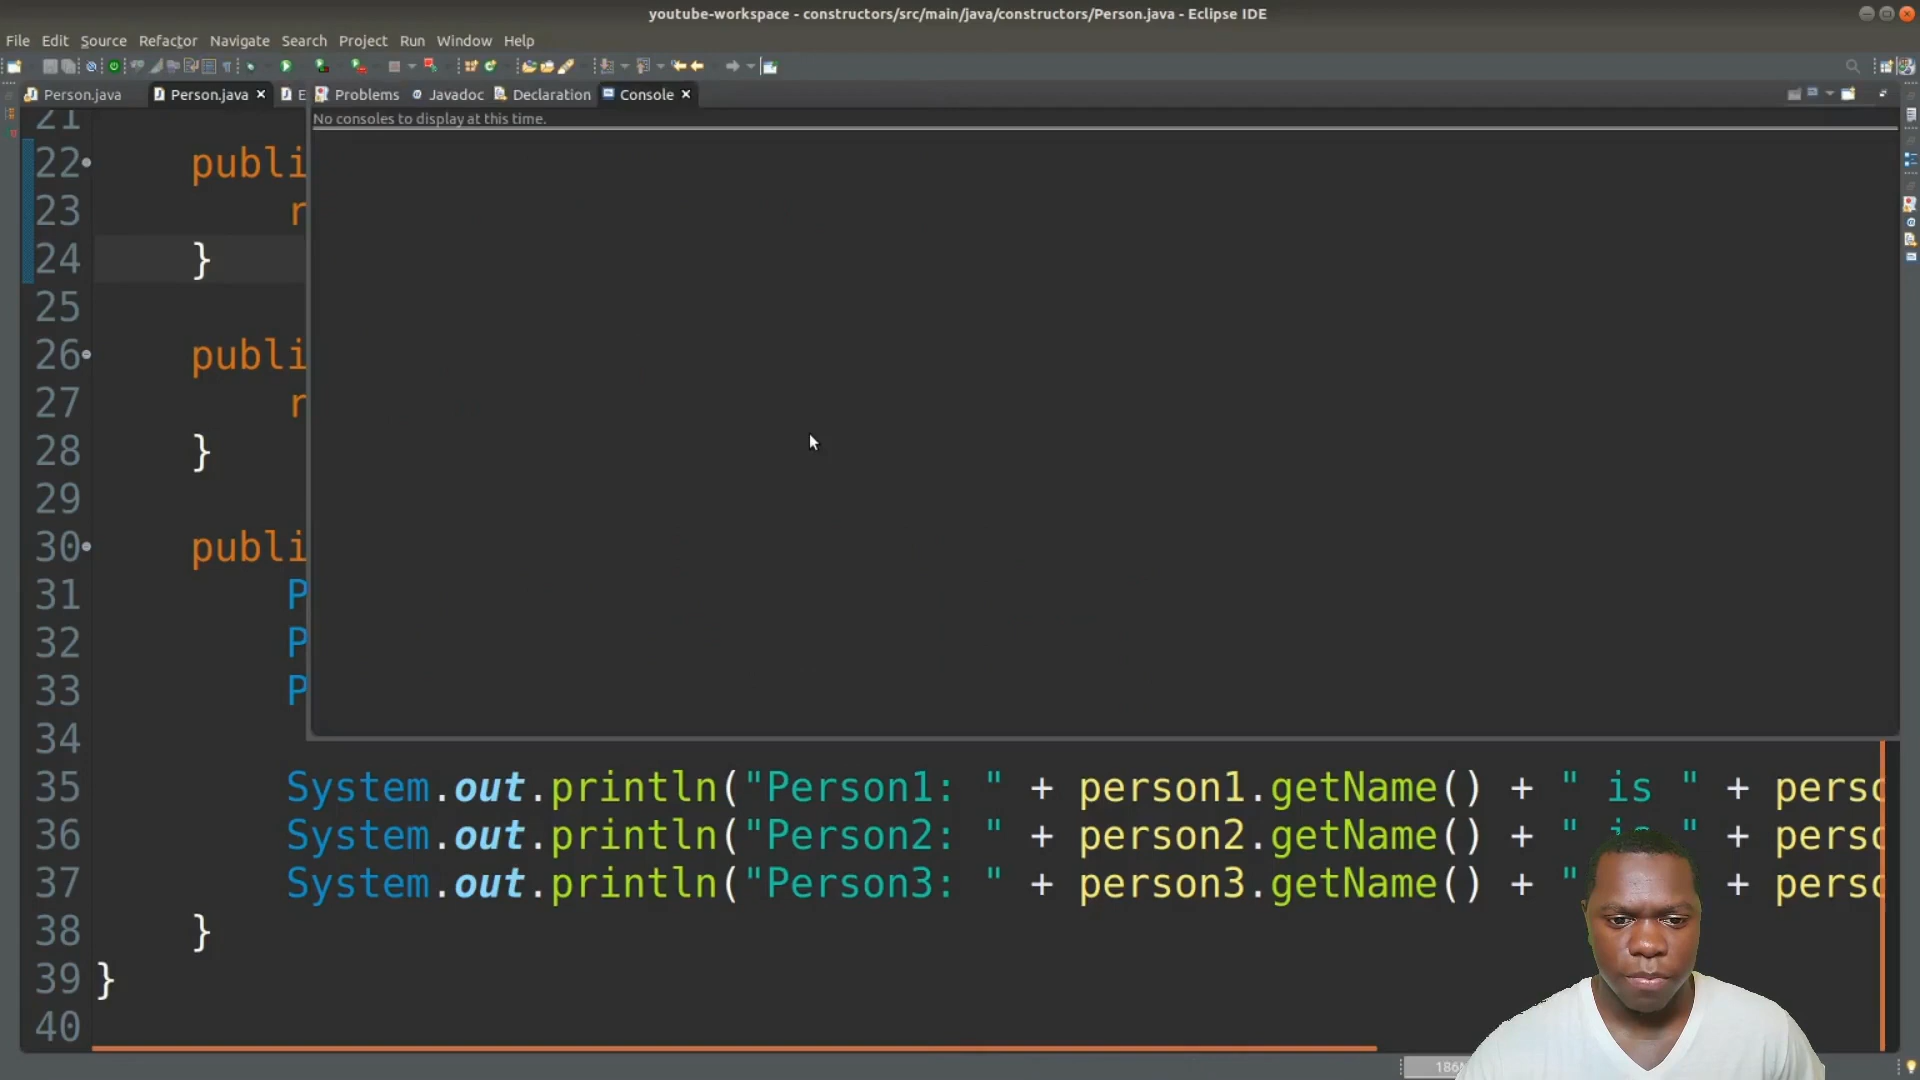 youtube-workspace - constructors/src/main/java/constructors/Person.java - Eclipse IDE
File Edit Source Refactor Navigate Search Project Run Window Help
Person.java Person.java E Problems Javadoc Declaration Console
No consoles to display at this time.
21
22 publi
23 r
24 }
25
26 publi
27 r
28 }
29
30 publi
31 P
32 P
33 P
34
35 System.out.println("Person1: " + person1.getName() + " is " + perso
36 System.out.println("Person2: " + person2.getName() + " is " + perso
37 System.out.println("Person3: " + person3.getName() + " + perso
38 }
39 }
40